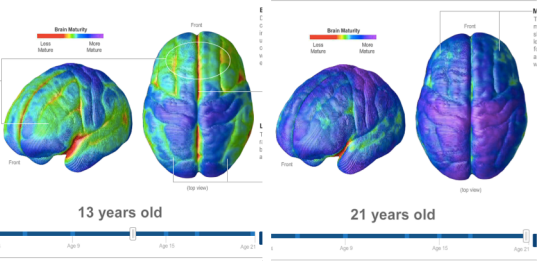 Front
Brain Maturity
Less
Mature
More
Mature
Front
(top view)
13 years old
Age 9
Age 15
Age 21
Front
Brain Maturity
Less
Mature
More
Mature
Front
(top view)
21 years old
Age 9
Age 15
Age 21